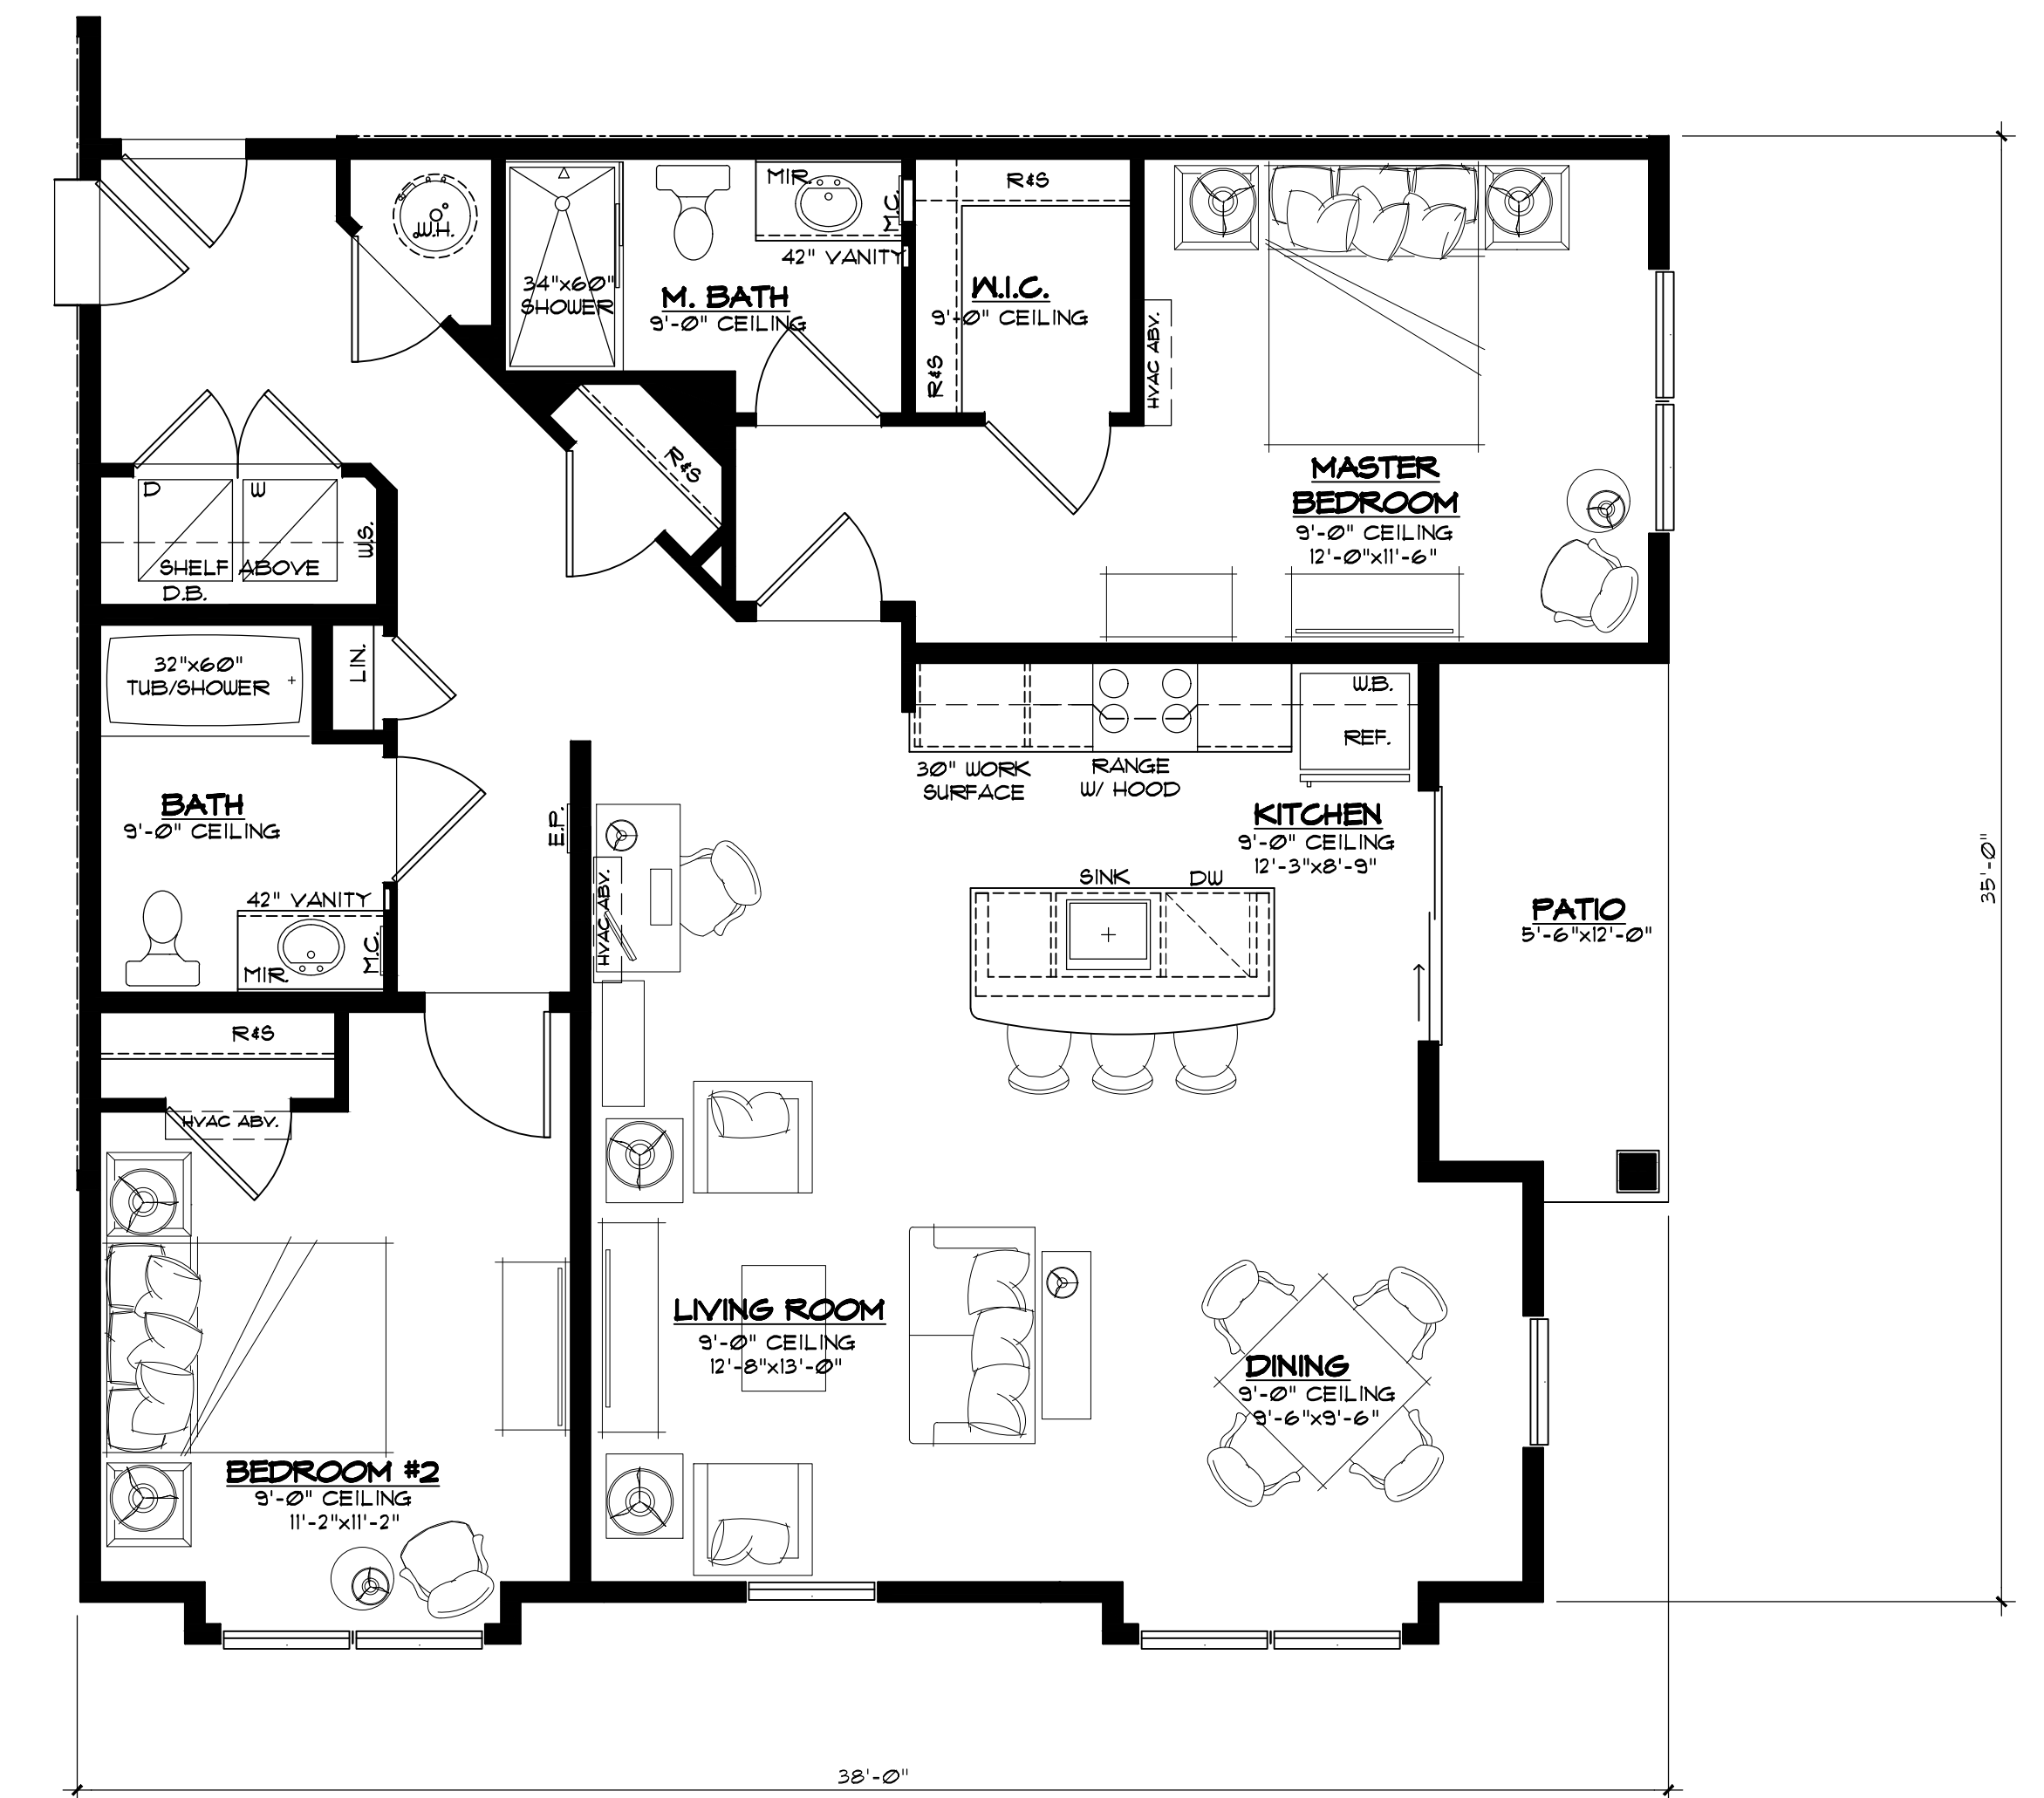 W.H.
34"x60"
SHOWER
MIR.
M.C.
42" VANITY
M. BATH
9'-0" CEILING
R&S
W.I.C.
9'-0" CEILING
R&S
HVAC ABV.
MASTER
BEDROOM
9'-0" CEILING
12'-0"x11'-6"
R&S
D
W
W.S.
SHELF ABOVE
D.B.
32"x60"
TUB/SHOWER
LIN.
BATH
9'-0" CEILING
42" VANITY
MIR.
M.C.
E.P.
HVAC ABV.
30" WORK
SURFACE
RANGE
W/ HOOD
W.B.
REF.
KITCHEN
9'-0" CEILING
12'-3"x8'-9"
SINK
DW
PATIO
5'-6"x12'-0"
35'-0"
R&S
HVAC ABV.
LIVING ROOM
9'-0" CEILING
12'-8"x13'-0"
DINING
9'-0" CEILING
9'-6"x9'-6"
BEDROOM #2
9'-0" CEILING
11'-2"x11'-2"
38'-0"